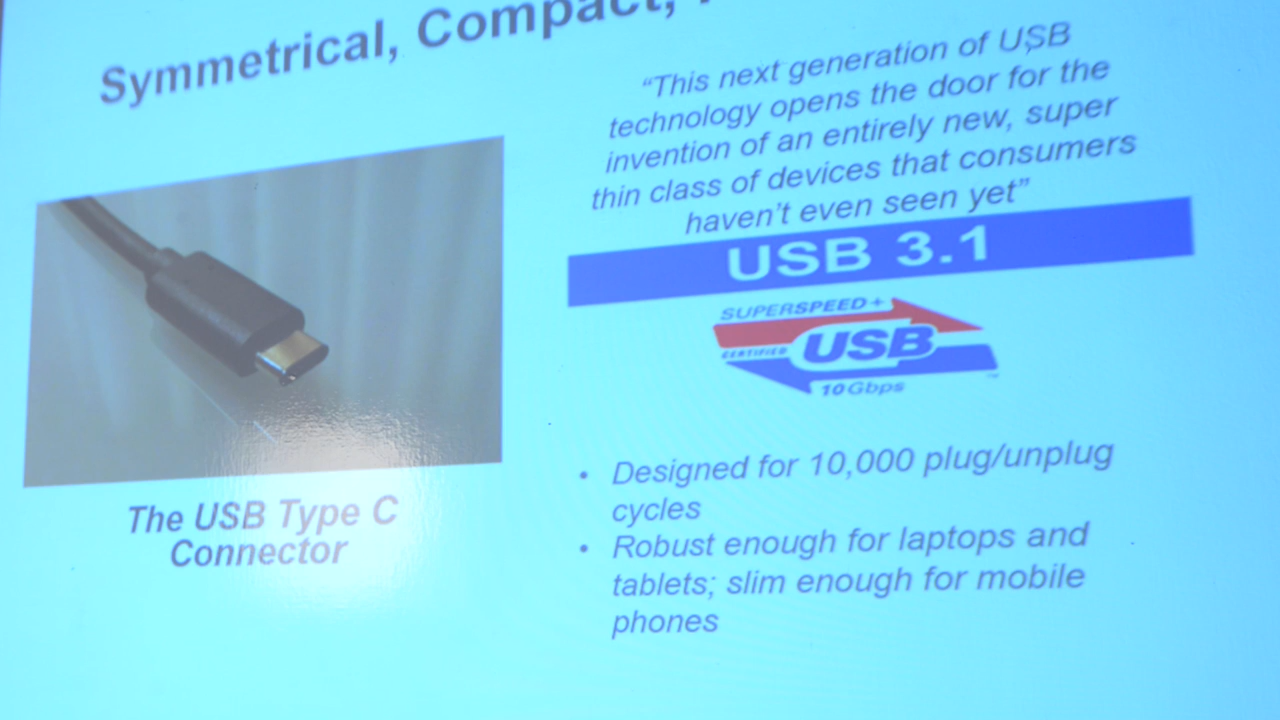 Symmetrical, Compact,
“This next generation of USB
technology opens the door for the
invention of an entirely new, super
thin class of devices that consumers
haven’t even seen yet”
USB 3.1
SUPERSPEED+
CERTIFIED USB
10 Gbps
™
The USB Type C
Connector
• Designed for 10,000 plug/unplug
cycles
• Robust enough for laptops and
tablets; slim enough for mobile
phones